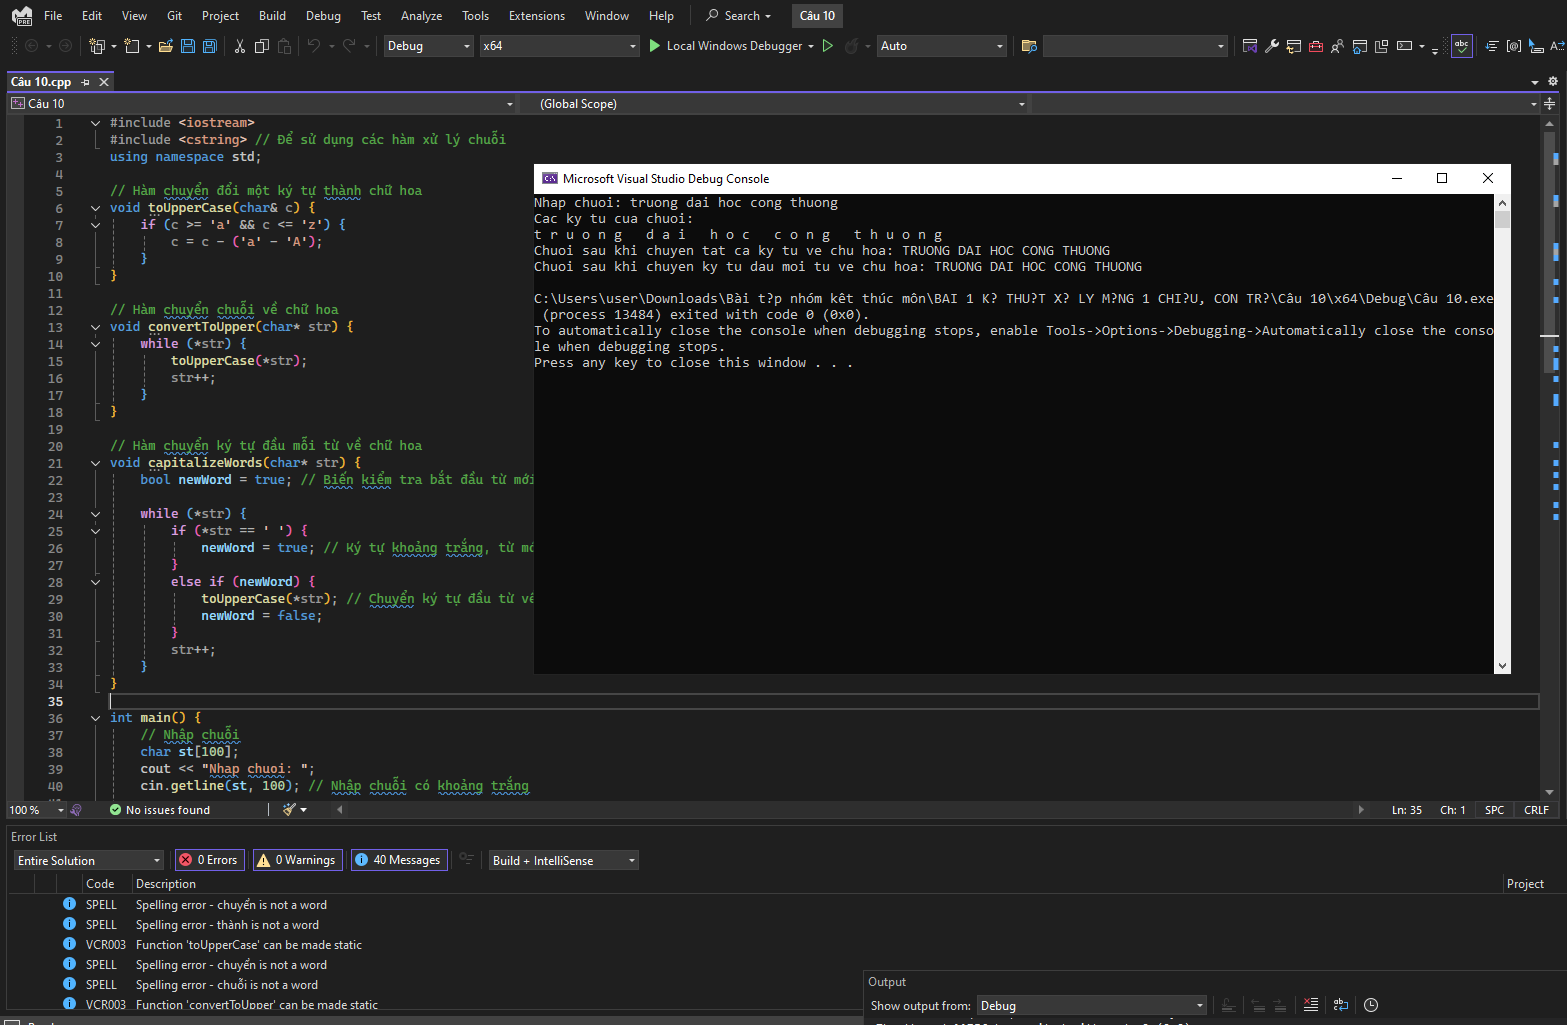 File Edit View Git Project Build Debug Test Analyze Tools Extensions Window Help Search Câu 10
PRE
Debug x64 Local Windows Debugger Auto
Câu 10.cpp
Câu 10 (Global Scope)
1 #include <iostream>
2 #include <cstring> // Để sử dụng các hàm xử lý chuỗi
3 using namespace std;
4
5 // Hàm chuyển đổi một ký tự thành chữ hoa
6 void toUpperCase(char& c) {
7 if (c >= 'a' && c <= 'z') {
8 c = c - ('a' - 'A');
9 }
10 }
11
12 // Hàm chuyển chuỗi về chữ hoa
13 void convertToUpper(char* str) {
14 while (*str) {
15 toUpperCase(*str);
16 str++;
17 }
18 }
19
20 // Hàm chuyển ký tự đầu mỗi từ về chữ hoa
21 void capitalizeWords(char* str) {
22 bool newWord = true; // Biến kiểm tra bắt đầu từ mới
23
24 while (*str) {
25 if (*str == ' ') {
26 newWord = true; // Ký tự khoảng trắng, từ mớ
27 }
28 else if (newWord) {
29 toUpperCase(*str); // Chuyển ký tự đầu từ về
30 newWord = false;
31 }
32 str++;
33 }
34 }
35
36 int main() {
37 // Nhập chuỗi
38 char st[100];
39 cout << "Nhap chuoi: ";
40 cin.getline(st, 100); // Nhập chuỗi có khoảng trắng
Microsoft Visual Studio Debug Console
Nhap chuoi: truong dai hoc cong thuong
Cac ky tu cua chuoi:
t r u o n g   d a i   h o c   c o n g   t h u o n g
Chuoi sau khi chuyen tat ca ky tu ve chu hoa: TRUONG DAI HOC CONG THUONG
Chuoi sau khi chuyen ky tu dau moi tu ve chu hoa: TRUONG DAI HOC CONG THUONG
C:\Users\user\Downloads\Bài t?p nhóm kêt thúc môn\BAI 1 K? THU?T X? LY M?NG 1 CHI?U, CON TR?\Câu 10\x64\Debug\Câu 10.exe
(process 13484) exited with code 0 (0x0).
To automatically close the console when debugging stops, enable Tools->Options->Debugging->Automatically close the conso
le when debugging stops.
Press any key to close this window . . .
100 % No issues found Ln: 35 Ch: 1 SPC CRLF
Error List
Entire Solution 0 Errors 0 Warnings 40 Messages Build + IntelliSense
Code Description Project
SPELL Spelling error - chuyển is not a word
SPELL Spelling error - thành is not a word
VCR003 Function 'toUpperCase' can be made static
SPELL Spelling error - chuyển is not a word
SPELL Spelling error - chuỗi is not a word
VCR003 Function 'convertToUpper' can be made static
Output
Show output from: Debug